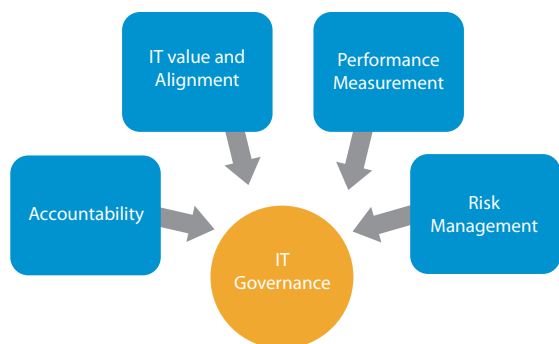 IT value and
Alignment
Performance
Measurement
Accountability
Risk
Management
IT
Governance